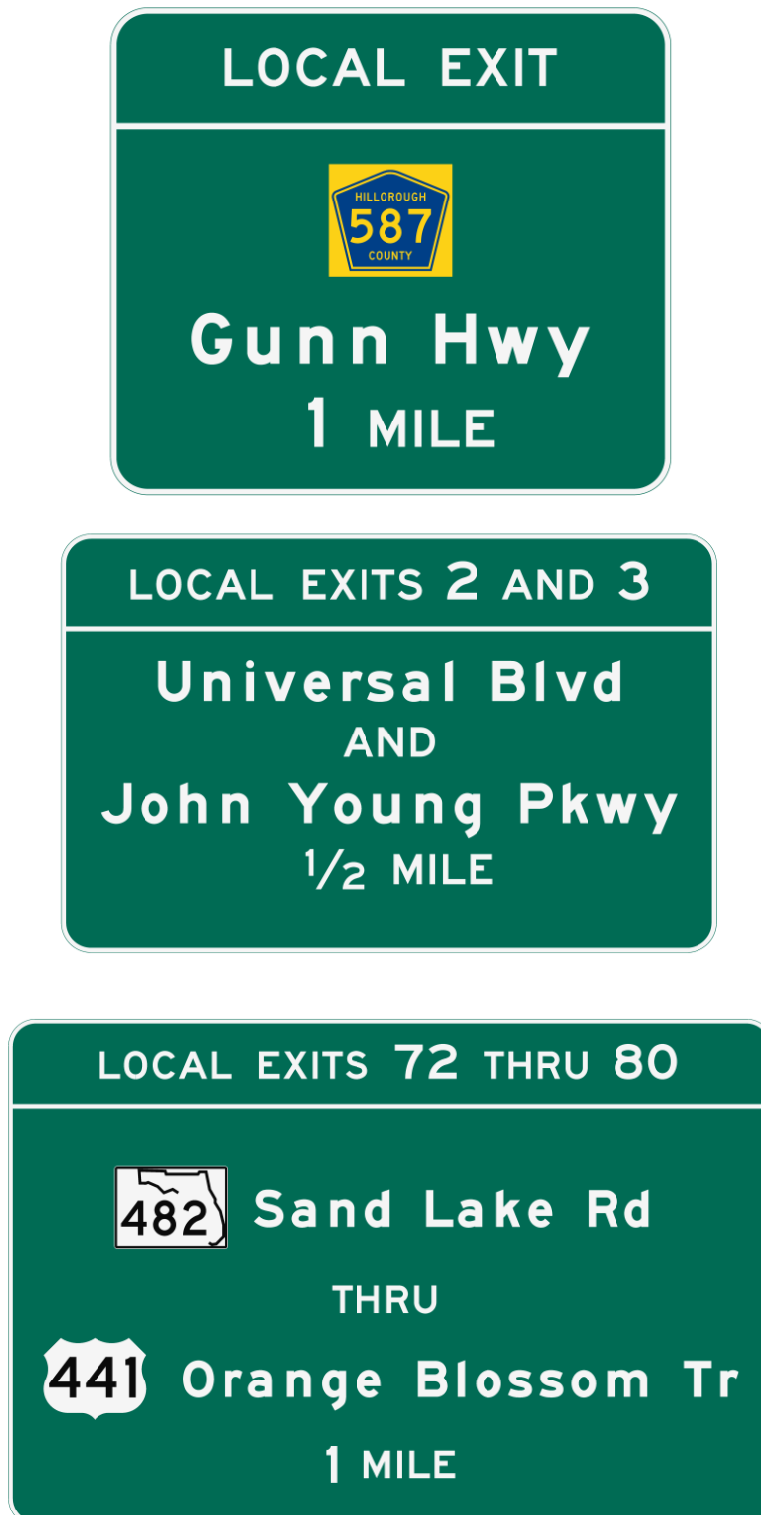 LOCAL EXIT
HILLCROUGH
587
COUNTY
Gunn Hwy
1 MILE
LOCAL EXITS 2 AND 3
Universal Blvd
AND
John Young Pkwy
1/2 MILE
LOCAL EXITS 72 THRU 80
482 Sand Lake Rd
THRU
441 Orange Blossom Tr
1 MILE